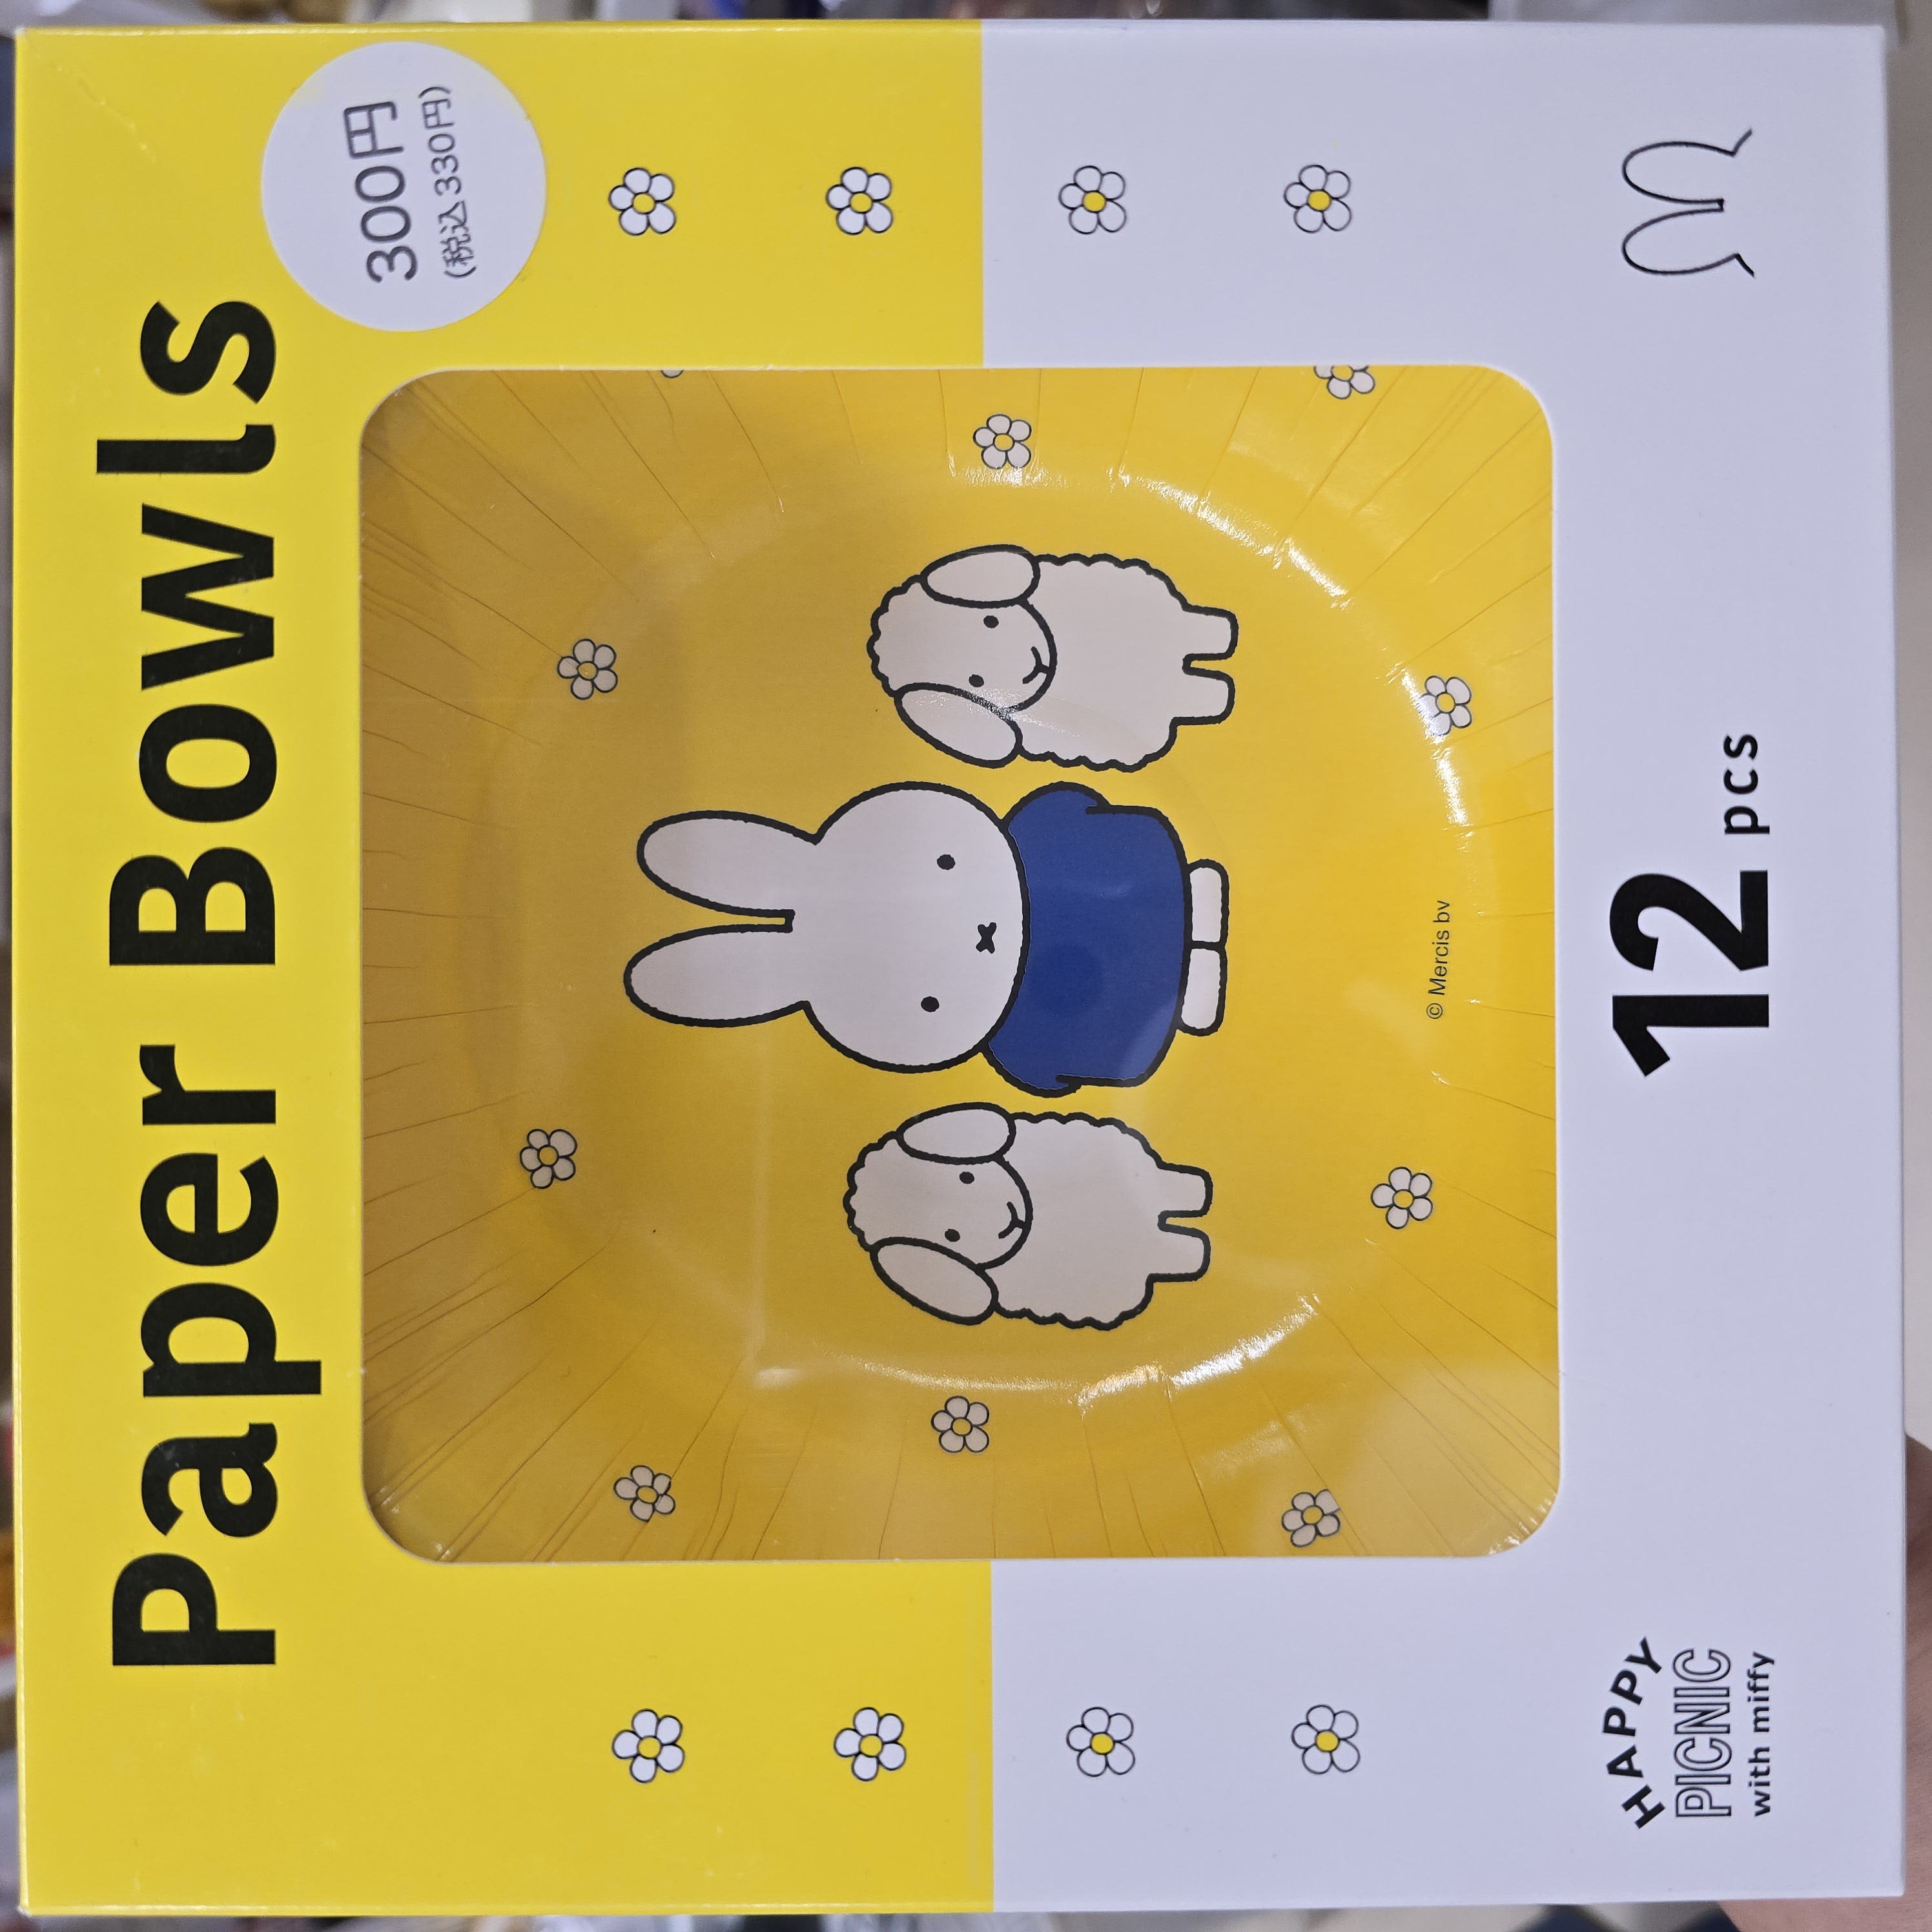 Paper Bowls
300円
(税込330円)
© Mercis bv
HAPPY
PICNIC
with miffy
12 pcs